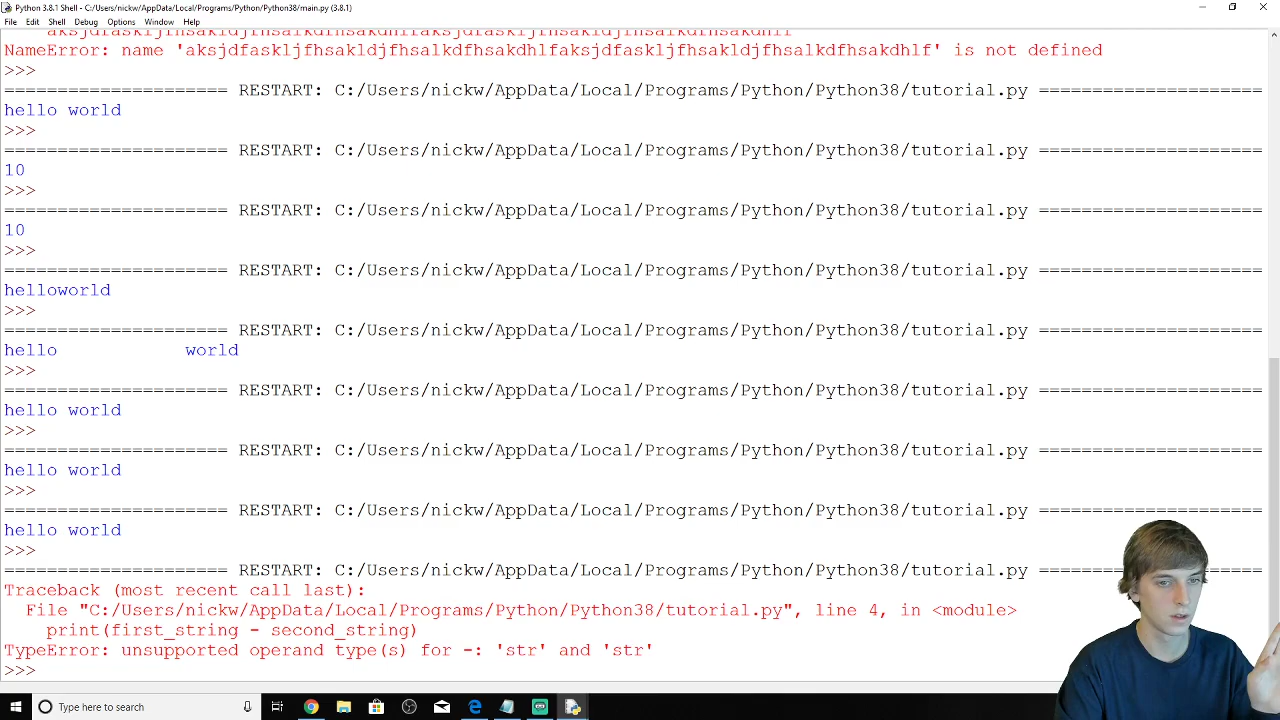 Python 3.8.1 Shell - C:/Users/nickw/AppData/Local/Programs/Python/Python38/main.py (3.8.1)
File Edit Shell Debug Options Window Help
NameError: name 'aksjdfaskljfhsakldjfhsalkdfhsakdhlfaksjdfaskljfhsakldjfhsalkdfhsakdhlf' is not defined
>>>
===================== RESTART: C:/Users/nickw/AppData/Local/Programs/Python/Python38/tutorial.py =====================
hello world
>>>
===================== RESTART: C:/Users/nickw/AppData/Local/Programs/Python/Python38/tutorial.py =====================
10
>>>
===================== RESTART: C:/Users/nickw/AppData/Local/Programs/Python/Python38/tutorial.py =====================
10
>>>
===================== RESTART: C:/Users/nickw/AppData/Local/Programs/Python/Python38/tutorial.py =====================
helloworld
>>>
===================== RESTART: C:/Users/nickw/AppData/Local/Programs/Python/Python38/tutorial.py =====================
hello            world
>>>
===================== RESTART: C:/Users/nickw/AppData/Local/Programs/Python/Python38/tutorial.py =====================
hello world
>>>
===================== RESTART: C:/Users/nickw/AppData/Local/Programs/Python/Python38/tutorial.py =====================
hello world
>>>
===================== RESTART: C:/Users/nickw/AppData/Local/Programs/Python/Python38/tutorial.py =====================
hello world
>>>
===================== RESTART: C:/Users/nickw/AppData/Local/Programs/Python/Python38/tutorial.py =====================
Traceback (most recent call last):
  File "C:/Users/nickw/AppData/Local/Programs/Python/Python38/tutorial.py", line 4, in <module>
    print(first_string - second_string)
TypeError: unsupported operand type(s) for -: 'str' and 'str'
>>>
Type here to search